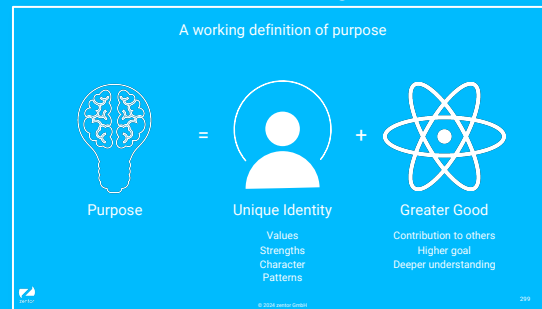 A working definition of purpose
=
+
Purpose
Unique Identity
Greater Good
Values
Strengths
Character
Patterns
Contribution to others
Higher goal
Deeper understanding
zentor
© 2024 zentor GmbH
299